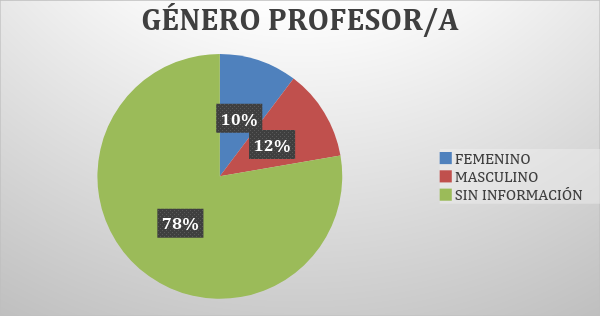 GÉNERO PROFESOR/A
10%
12%
78%
FEMENINO
MASCULINO
SIN INFORMACIÓN